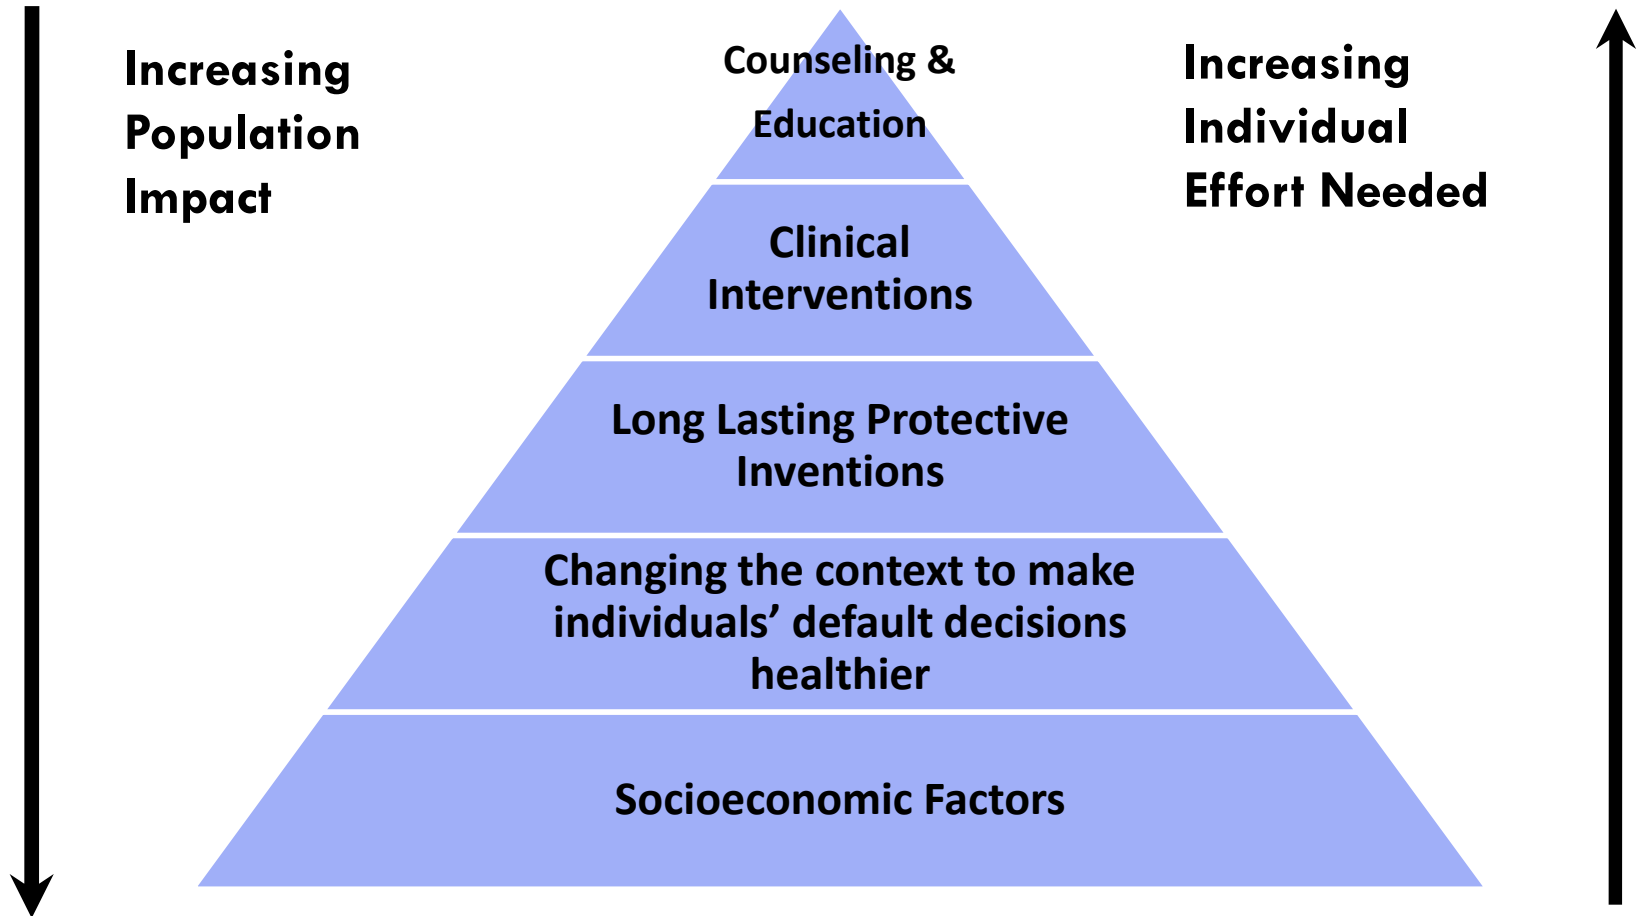 Increasing
Population
Impact
Counseling &
Education
Increasing
Individual
Effort Needed
Clinical
Interventions
Long Lasting Protective
Inventions
Changing the context to make
individuals’ default decisions
healthier
Socioeconomic Factors